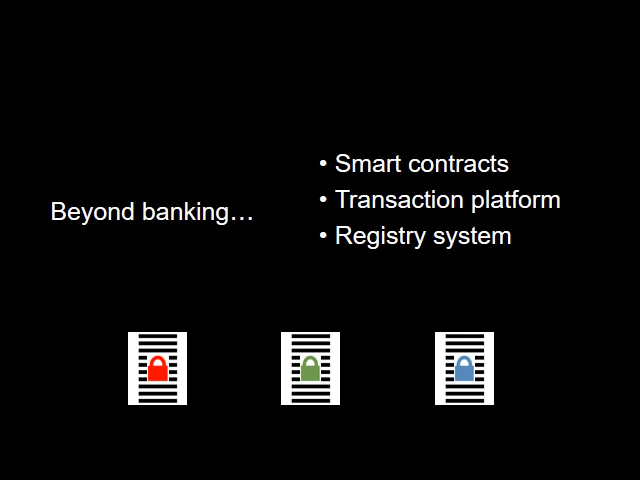 Beyond banking…
• Smart contracts
• Transaction platform
• Registry system